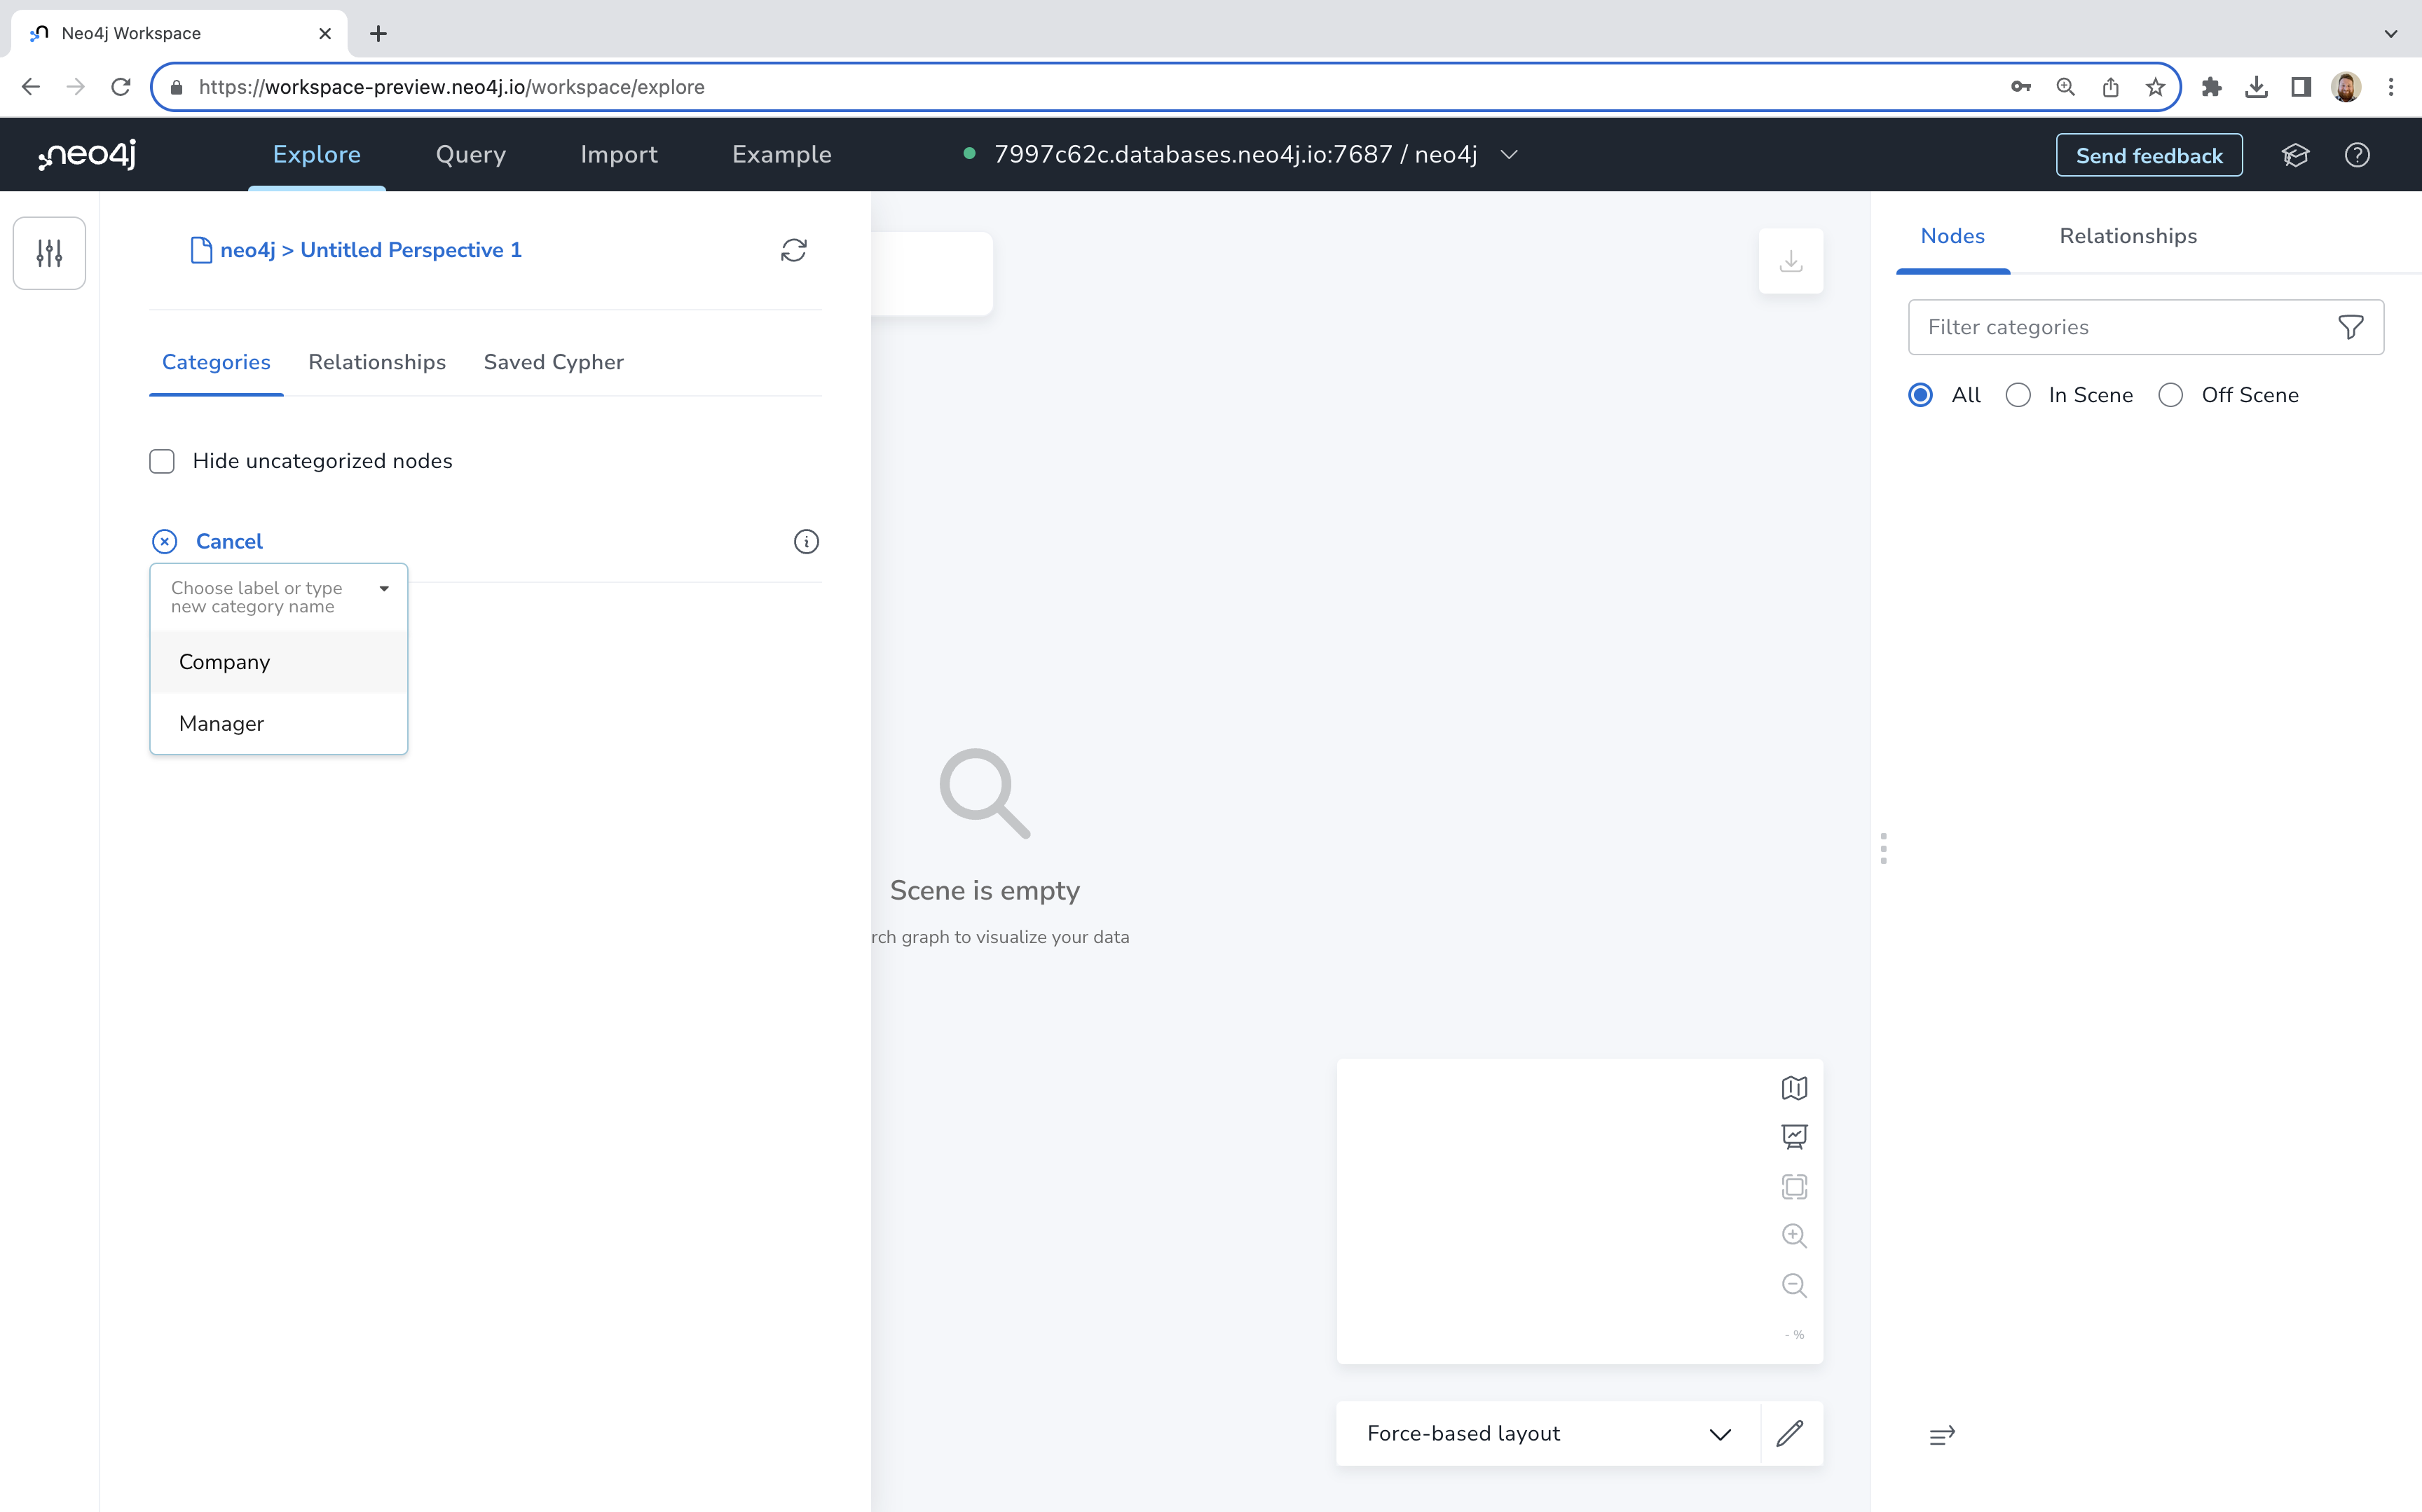 Neo4j Workspace
https://workspace-preview.neo4j.io/workspace/explore
neo4j
Explore
Query
Import
Example
7997c62c.databases.neo4j.io:7687 / neo4j
Send feedback
neo4j > Untitled Perspective 1
Categories
Relationships
Saved Cypher
Hide uncategorized nodes
Cancel
Choose label or type
new category name
Company
Manager
Scene is empty
rch graph to visualize your data
- %
Force-based layout
Nodes
Relationships
Filter categories
All
In Scene
Off Scene